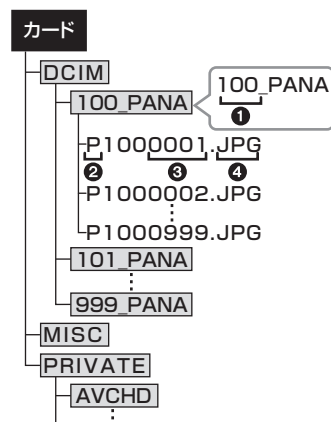 カード
DCIM
100_PANA
100_PANA
❶
P1000001.JPG
❷ ❸ ❹
P1000002.JPG
P1000999.JPG
101_PANA
999_PANA
MISC
PRIVATE
AVCHD